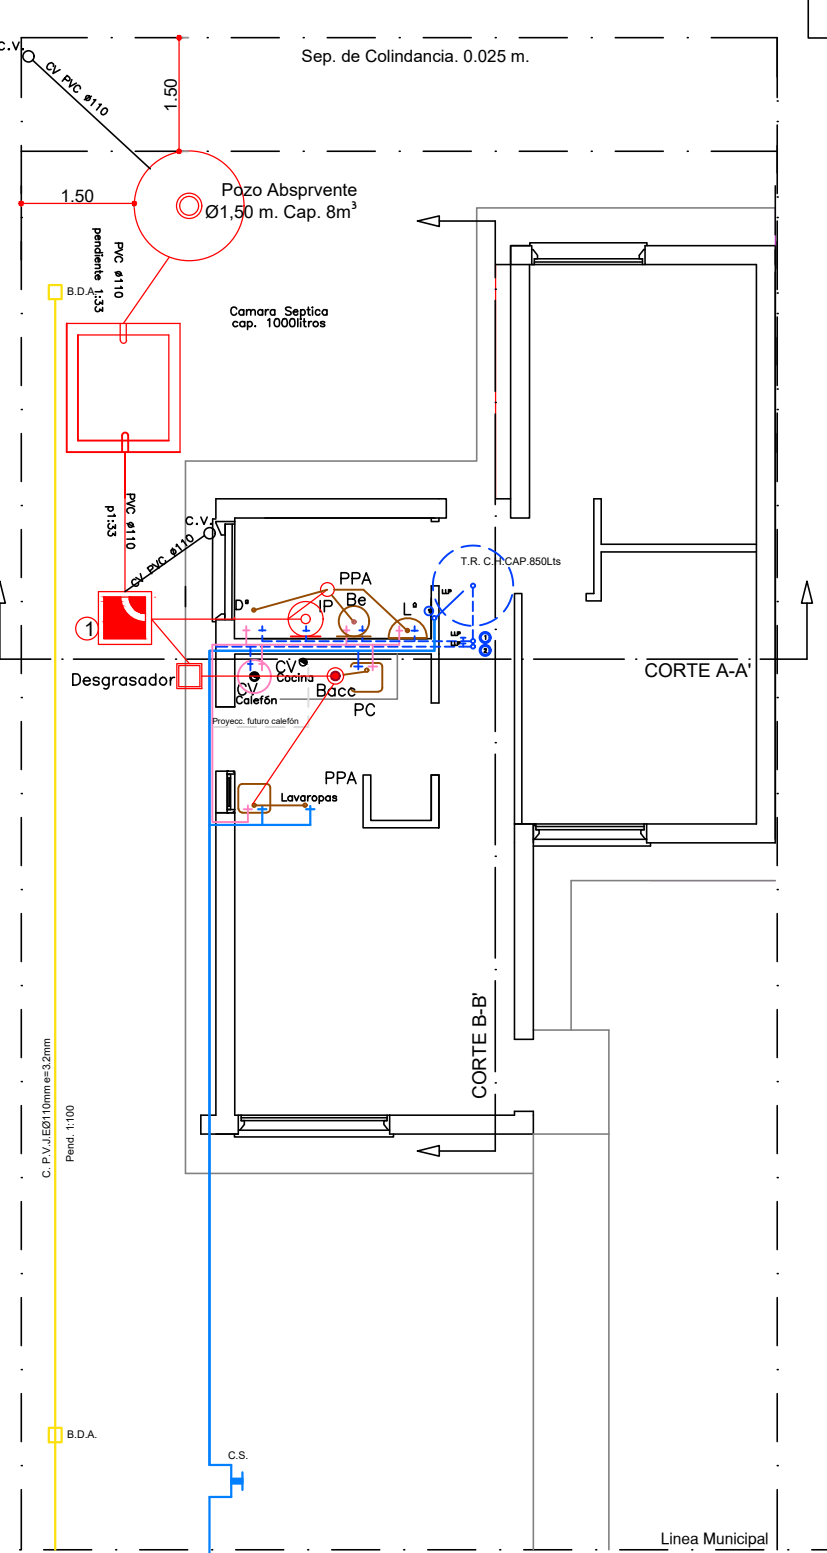 c.v.
Sep. de Colindancia. 0.025 m.
CV PVC ø110
1.50
1.50
Pozo Absprvente
Ø1,50 m. Cap. 8m³
PVC ø110
pendiente 1:33
B.D.A.
Camara Septica
cap. 1000litros
PVC ø110
p1:33
c.v.
CV PVC ø110
T.R. C.H.CAP.850Lts
PPA
D°
IP
Be
L°
1
1
2
Desgrasador
CORTE A-A'
CV
Cocina
CV
Calefón
Bacc
PC
Proyecc. futuro calefón
PPA
Lavaropas
CORTE B-B'
C. P.V.J.EØ110mm e=3.2mm
Pend. 1:100
B.D.A.
C.S.
Linea Municipal